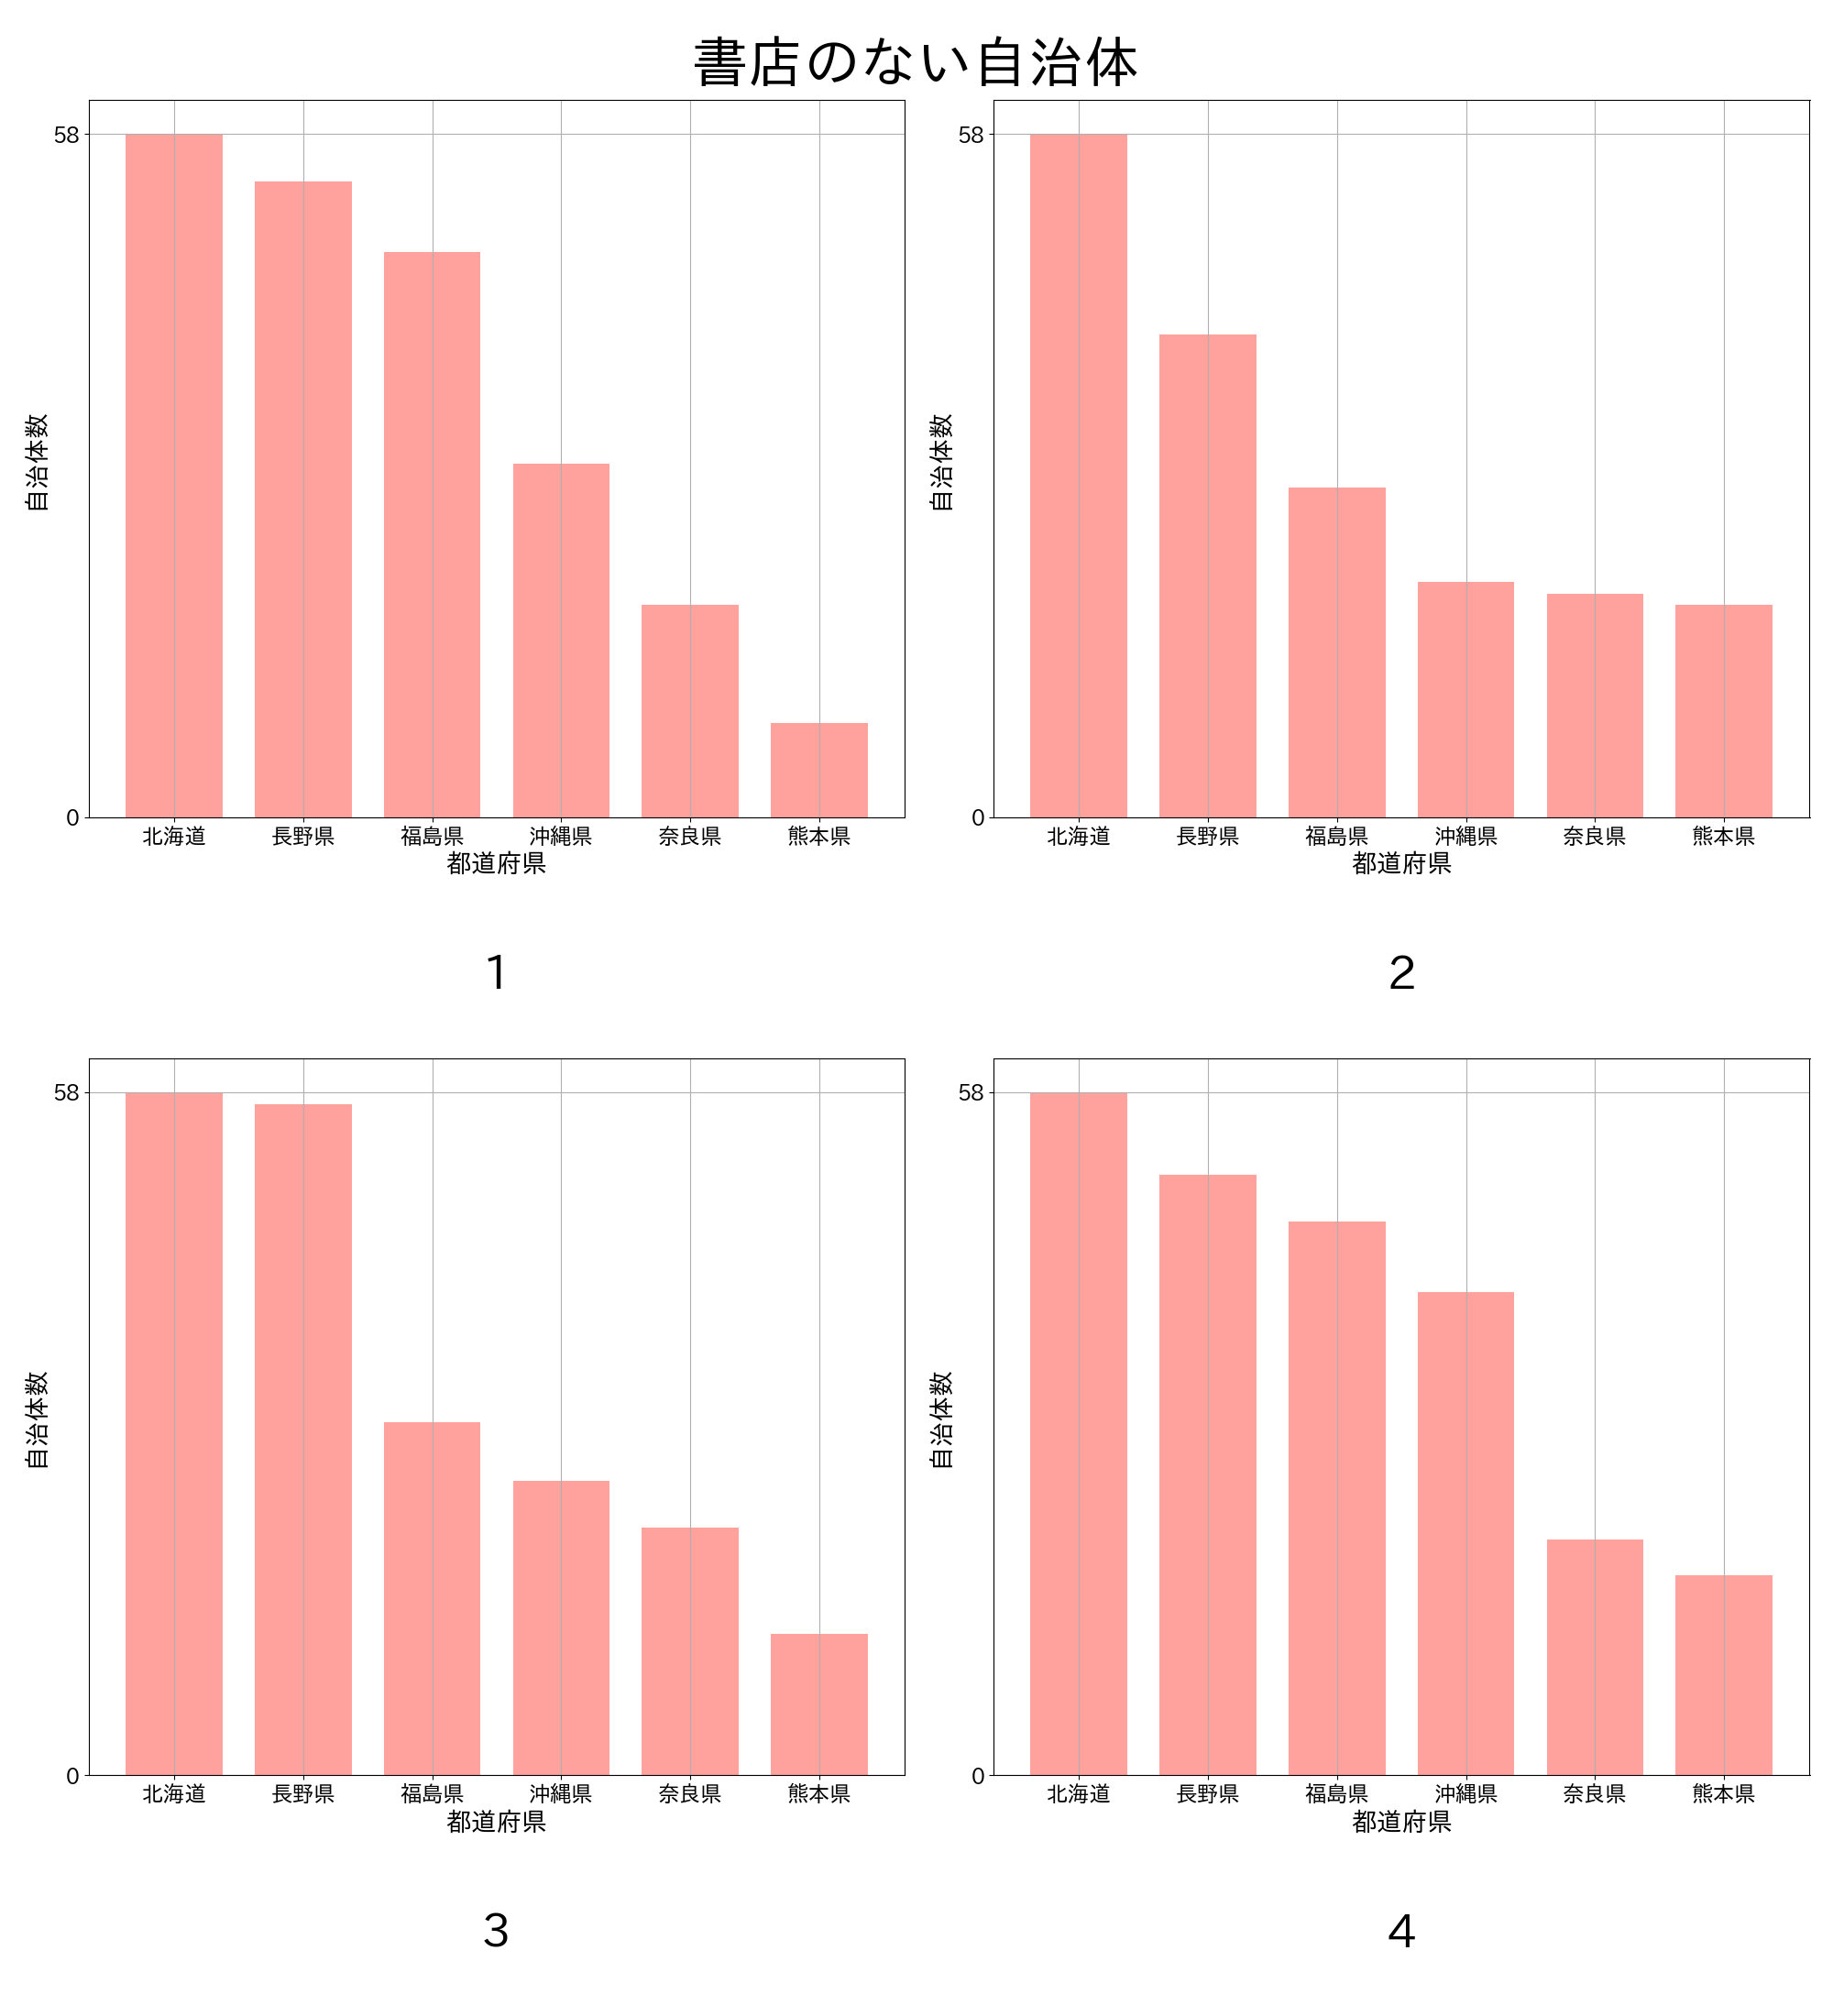 書店のない自治体
58
0
自治体数
北海道 長野県 福島県 沖縄県 奈良県 熊本県
都道府県
1
58
0
自治体数
北海道 長野県 福島県 沖縄県 奈良県 熊本県
都道府県
2
58
0
自治体数
北海道 長野県 福島県 沖縄県 奈良県 熊本県
都道府県
3
58
0
自治体数
北海道 長野県 福島県 沖縄県 奈良県 熊本県
都道府県
4